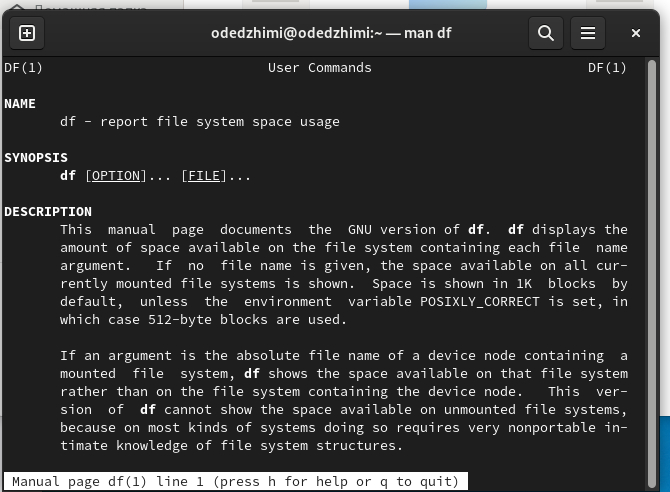 Домашняя папка
odedzhimi@odedzhimi:~ — man df
DF(1) User Commands DF(1)
NAME
df - report file system space usage
SYNOPSIS
df [OPTION]... [FILE]...
DESCRIPTION
This manual page documents the GNU version of df. df displays the
amount of space available on the file system containing each file name
argument. If no file name is given, the space available on all cur‐
rently mounted file systems is shown. Space is shown in 1K blocks by
default, unless the environment variable POSIXLY_CORRECT is set, in
which case 512-byte blocks are used.
If an argument is the absolute file name of a device node containing a
mounted file system, df shows the space available on that file system
rather than on the file system containing the device node. This ver‐
sion of df cannot show the space available on unmounted file systems,
because on most kinds of systems doing so requires very nonportable in‐
timate knowledge of file system structures.
Manual page df(1) line 1 (press h for help or q to quit)